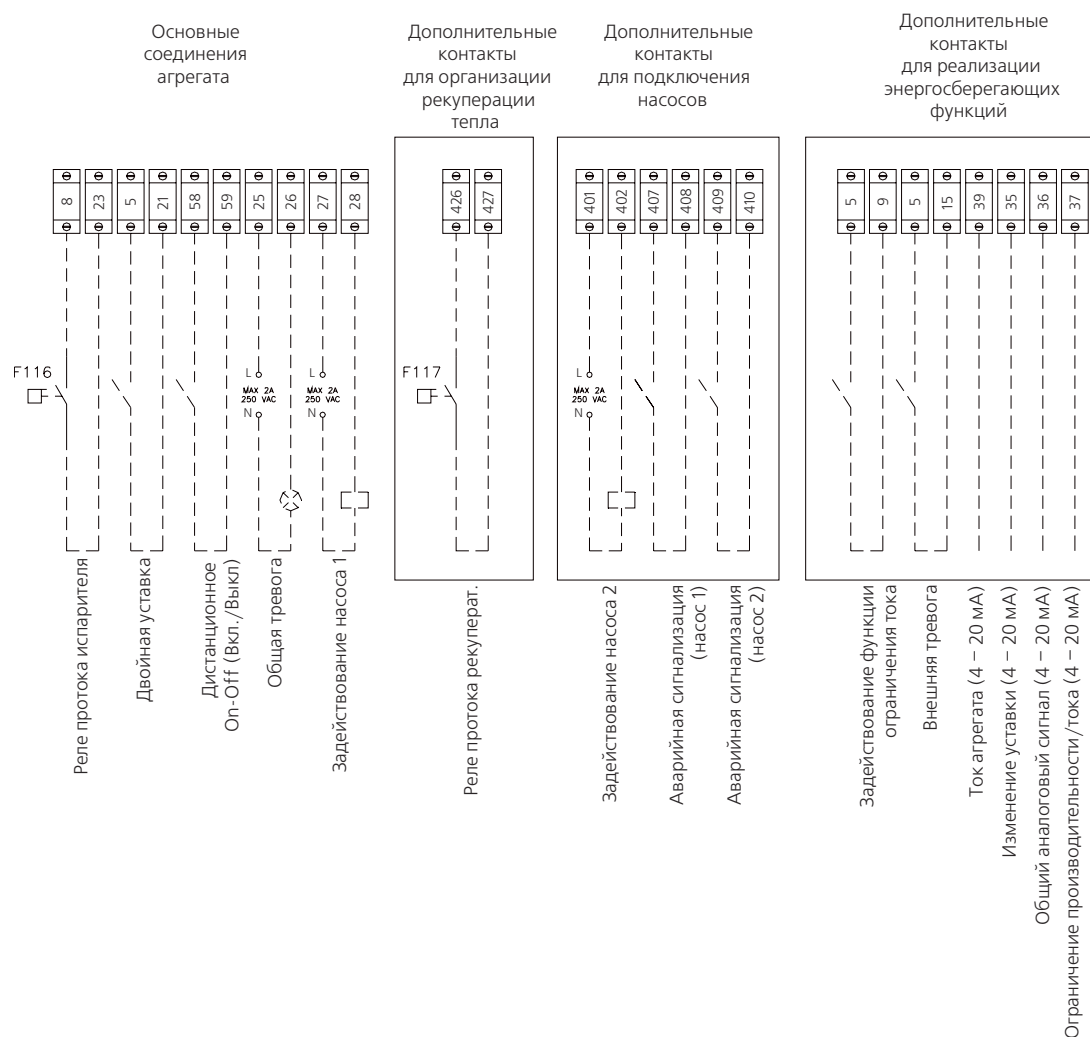 Основные
соединения
агрегата
Дополнительные
контакты
для организации
рекуперации
тепла
Дополнительные
контакты
для подключения
насосов
Дополнительные
контакты
для реализации
энергосберегающих
функций
8
23
5
21
58
59
25
26
27
28
426
427
401
402
407
408
409
410
5
9
5
15
39
35
36
37
F116
L
MAX 2A
250 VAC
N
L
MAX 2A
250 VAC
N
F117
L
MAX 2A
250 VAC
N
Реле протока испарителя
Двойная уставка
Дистанционное
On-Off (Вкл./Выкл)
Общая тревога
Задействование насоса 1
Реле протока рекуперат.
Задействование насоса 2
Аварийная сигнализация
(насос 1)
Аварийная сигнализация
(насос 2)
Задействование функции
ограничения тока
Внешняя тревога
Ток агрегата (4 – 20 мА)
Изменение уставки (4 – 20 мА)
Общий аналоговый сигнал (4 – 20 мА)
Ограничение производительности/тока (4 – 20 мА)